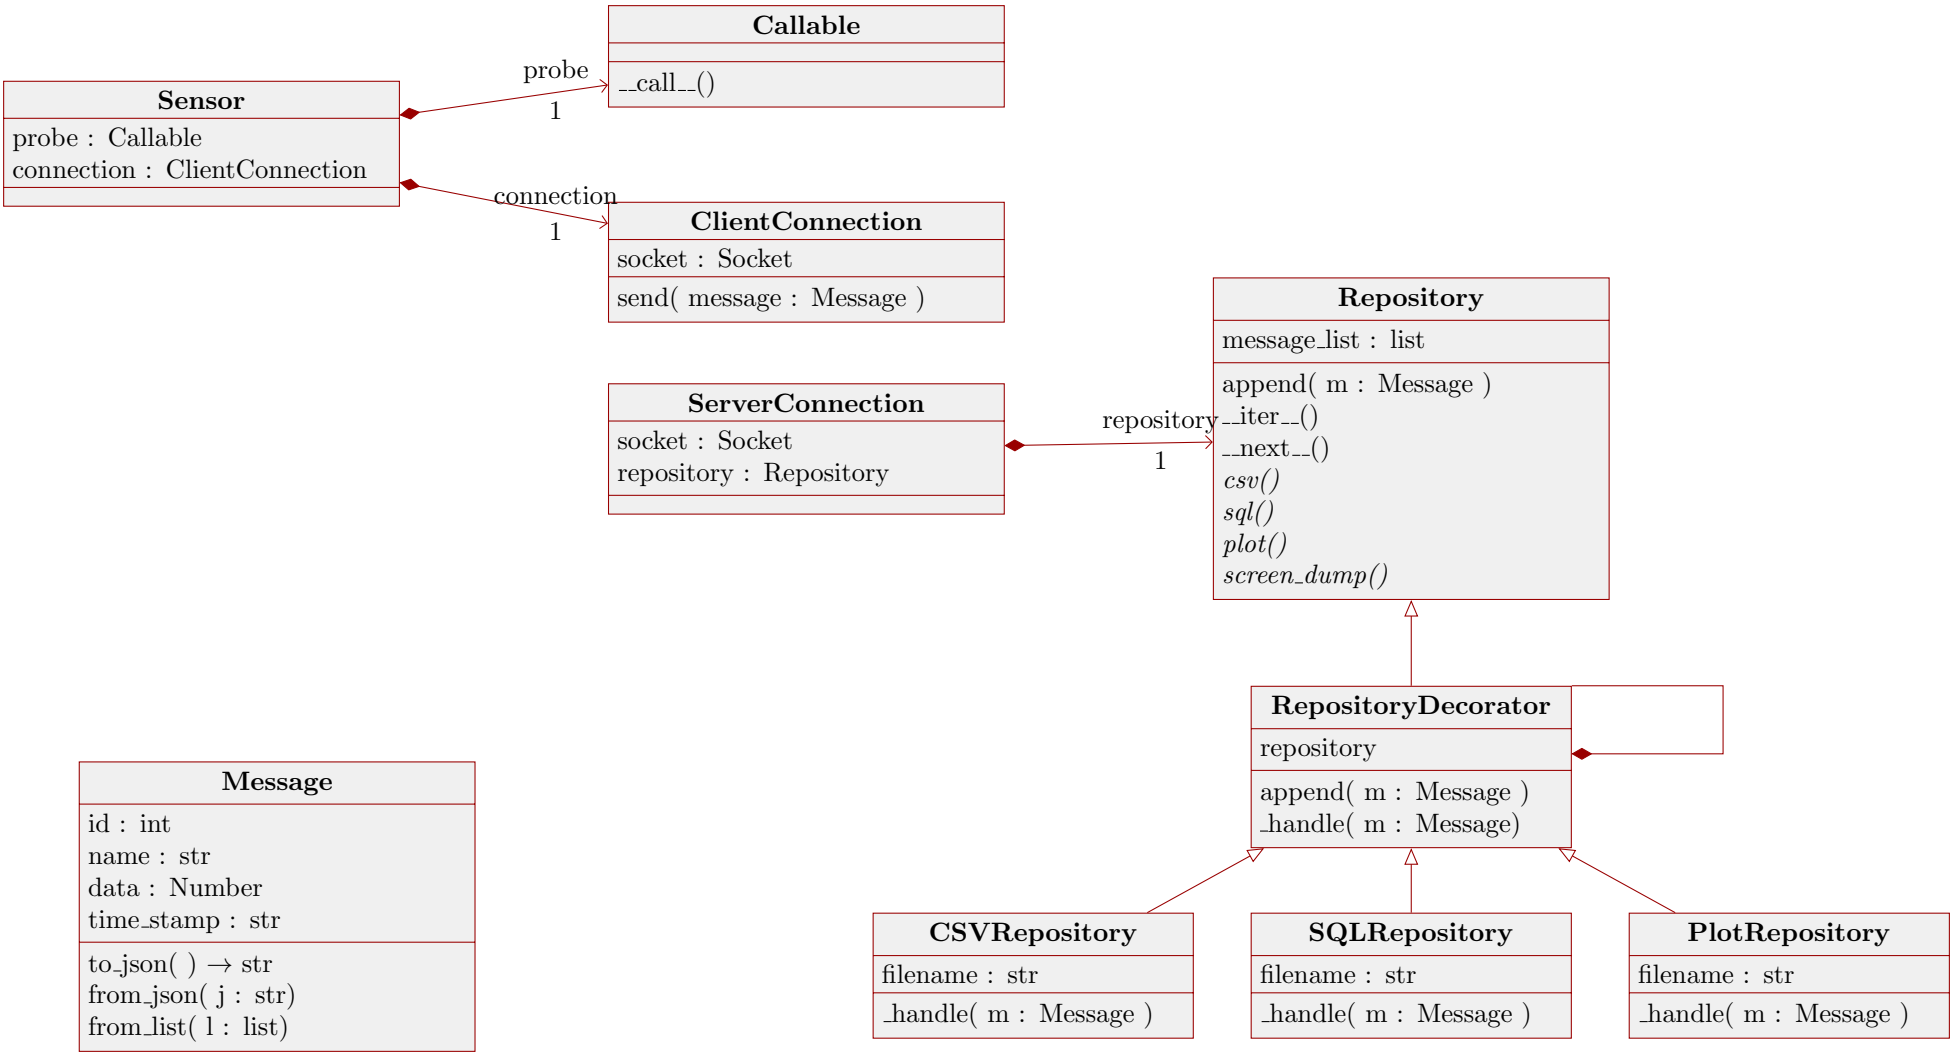 Callable
__call__()
probe
1
Sensor
probe : Callable
connection : ClientConnection
connection
1
ClientConnection
socket : Socket
send( message : Message )
Repository
message_list : list
append( m : Message )
__iter__()
__next__()
csv()
sql()
plot()
screen_dump()
ServerConnection
socket : Socket
repository : Repository
repository
1
RepositoryDecorator
repository
append( m : Message )
_handle( m : Message)
Message
id : int
name : str
data : Number
time_stamp : str
to_json( ) → str
from_json( j : str)
from_list( l : list)
CSVRepository
filename : str
_handle( m : Message )
SQLRepository
filename : str
_handle( m : Message )
PlotRepository
filename : str
_handle( m : Message )